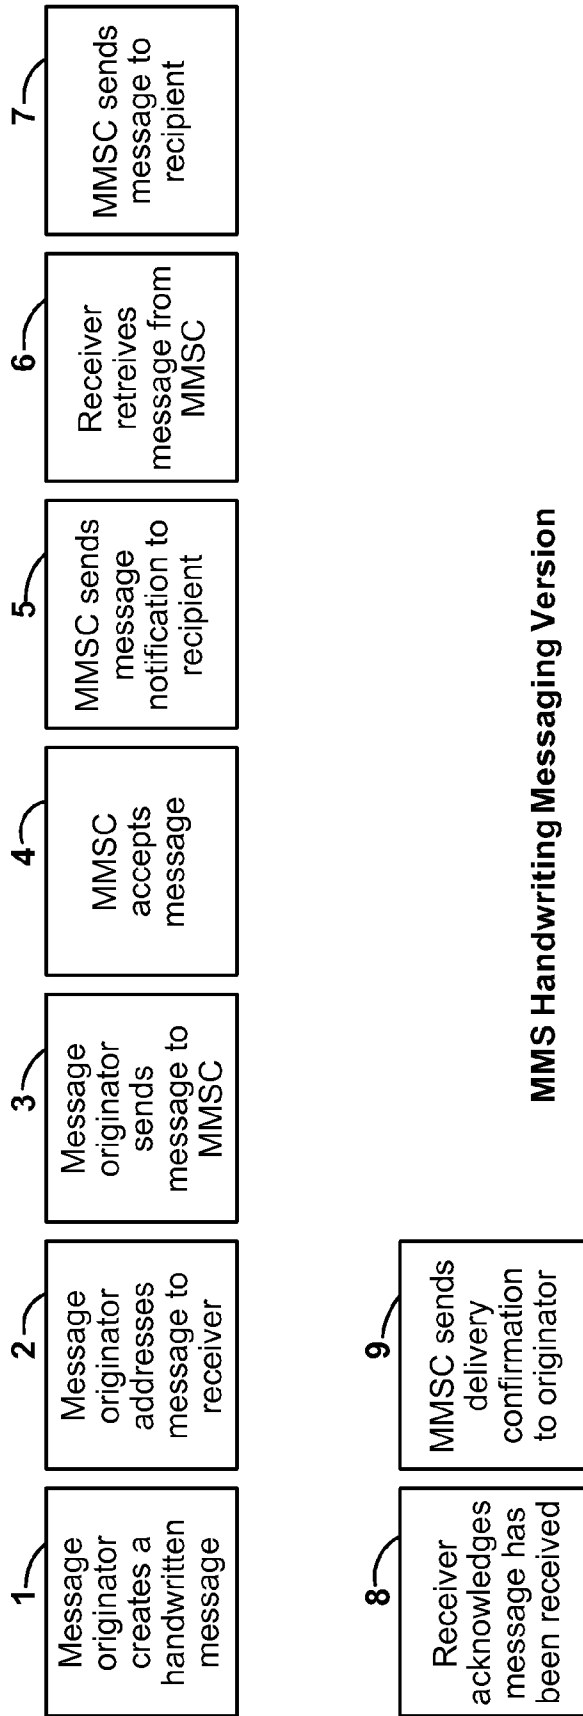 1
Message
originator
creates a
handwritten
message
2
Message
originator
addresses
message to
receiver
3
Message
originator
sends
message to
MMSC
4
MMSC
accepts
message
5
MMSC sends
message
notification to
recipient
6
Receiver
retreives
message from
MMSC
7
MMSC sends
message to
recipient
8
Receiver
acknowledges
message has
been received
9
MMSC sends
delivery
confirmation
to originator
MMS Handwriting Messaging Version